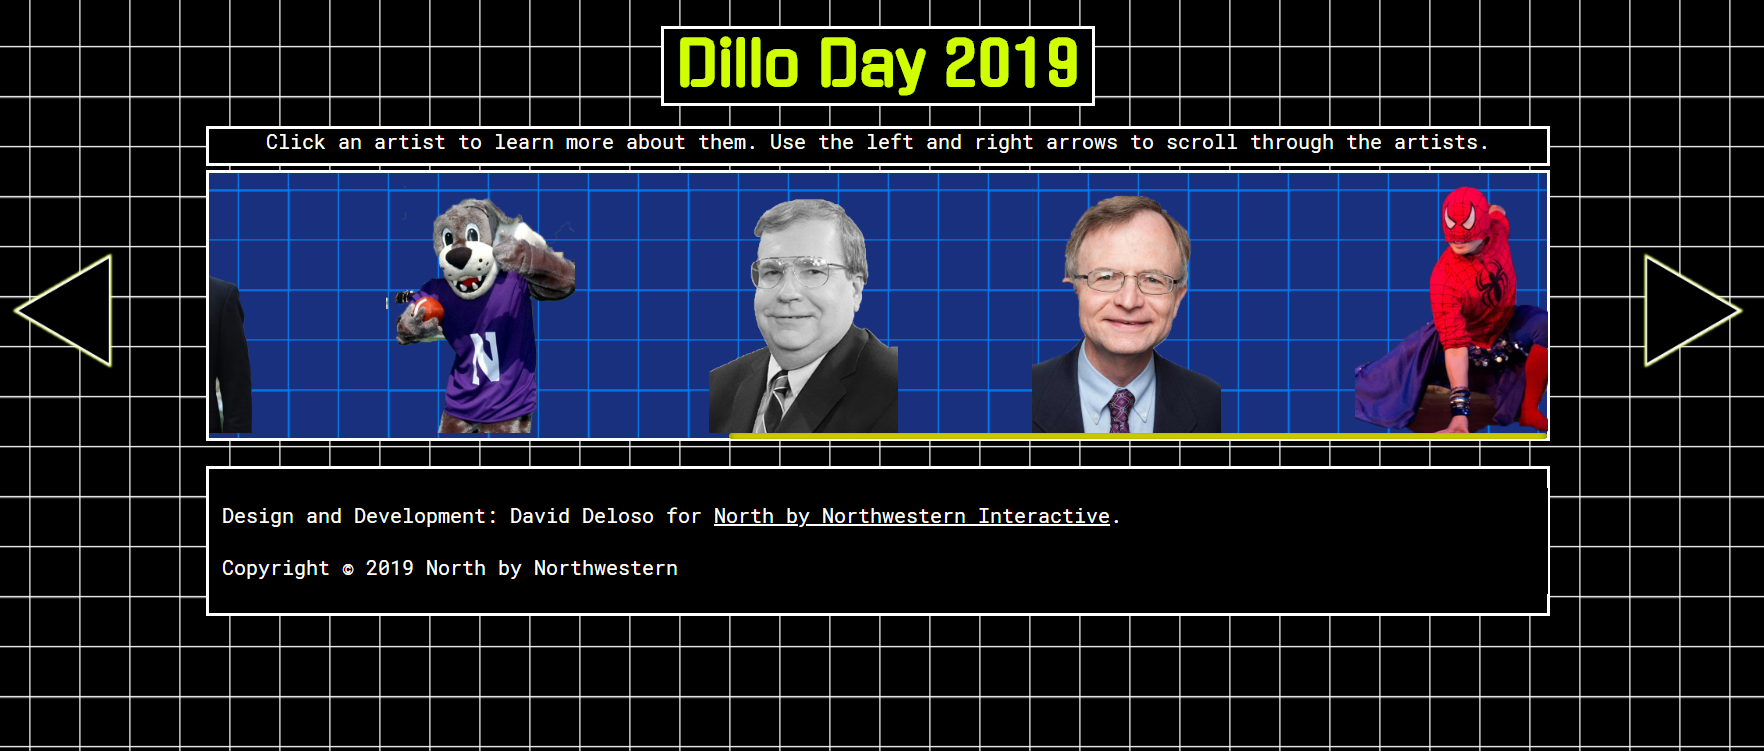 Dillo Day 2019
Click an artist to learn more about them. Use the left and right arrows to scroll through the artists.
N
Design and Development: David Deloso for North by Northwestern Interactive.
Copyright © 2019 North by Northwestern